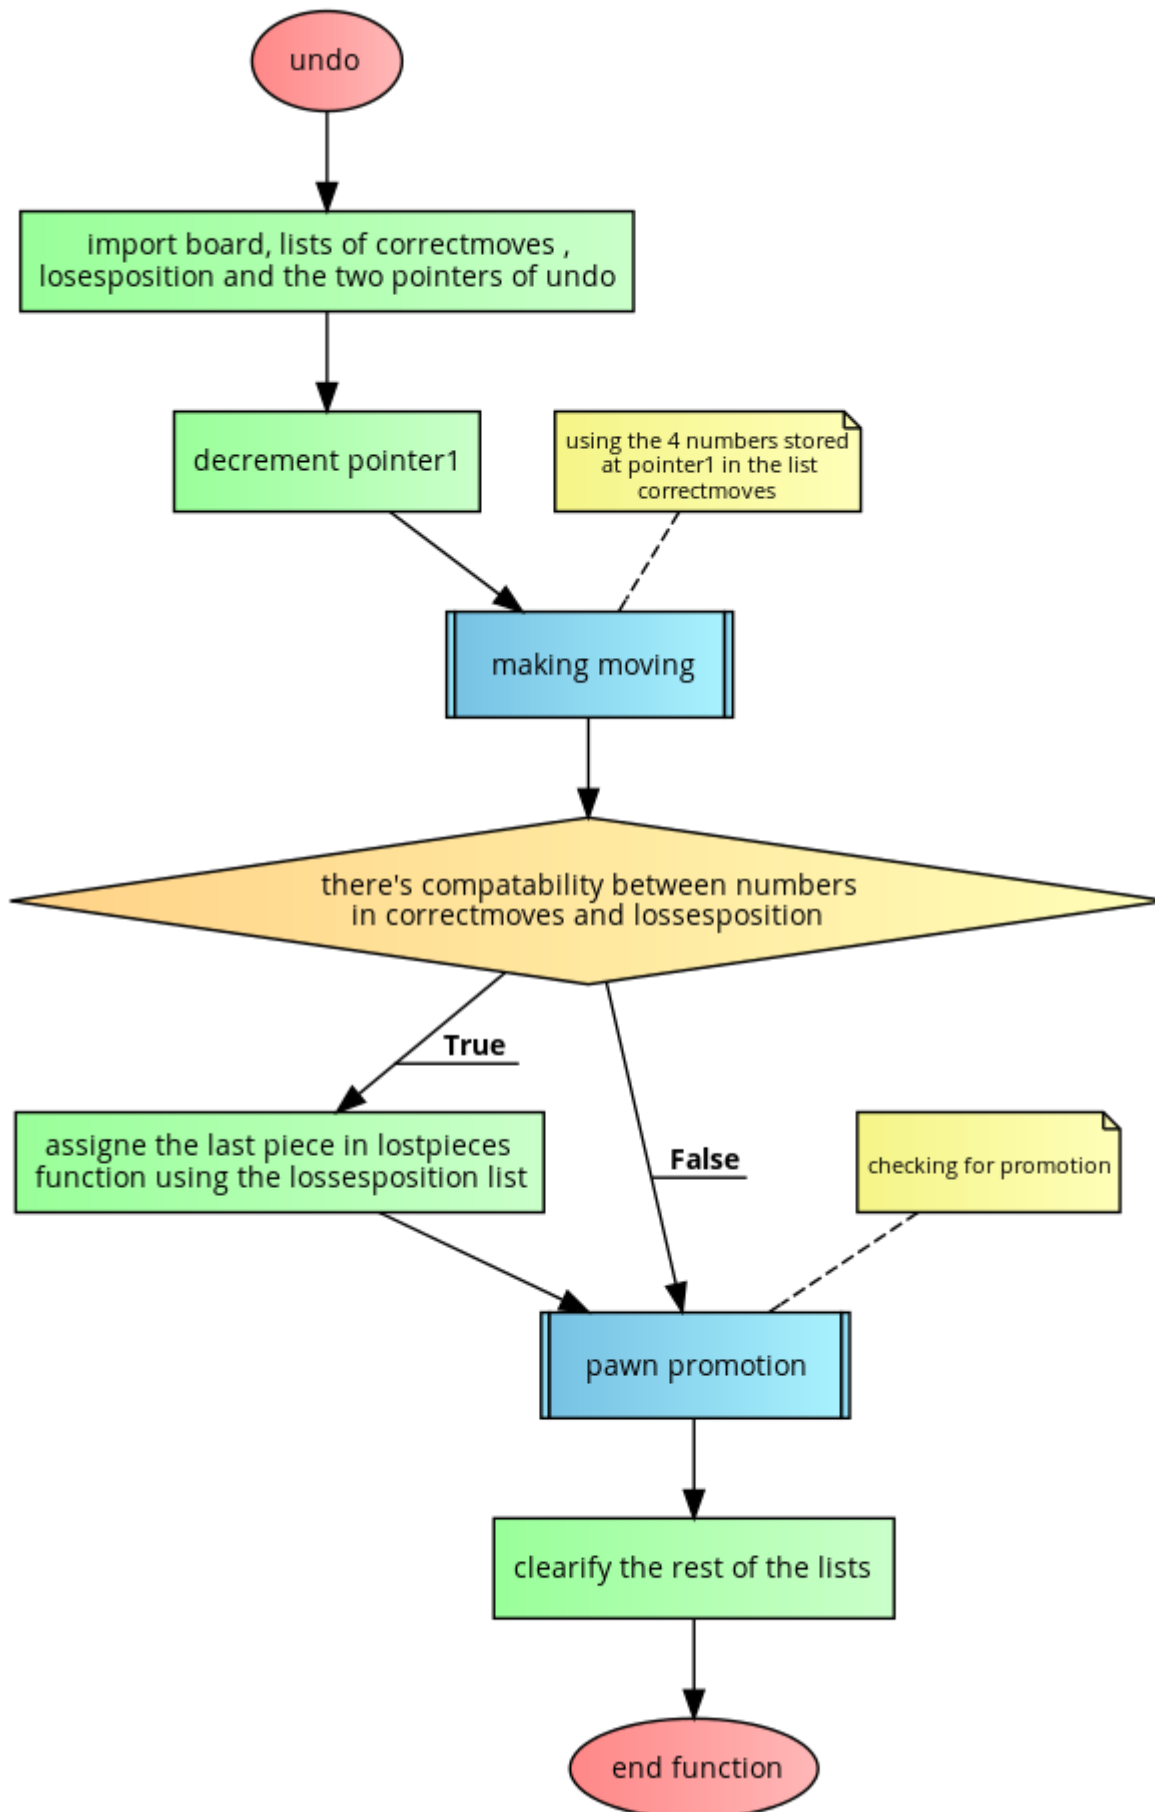 undo
import board, lists of correctmoves ,
losesposition and the two pointers of undo
decrement pointer1
using the 4 numbers stored
at pointer1 in the list
correctmoves
making moving
there's compatability between numbers
in correctmoves and lossesposition
True
assigne the last piece in lostpieces
function using the lossesposition list
False
checking for promotion
pawn promotion
clearify the rest of the lists
end function